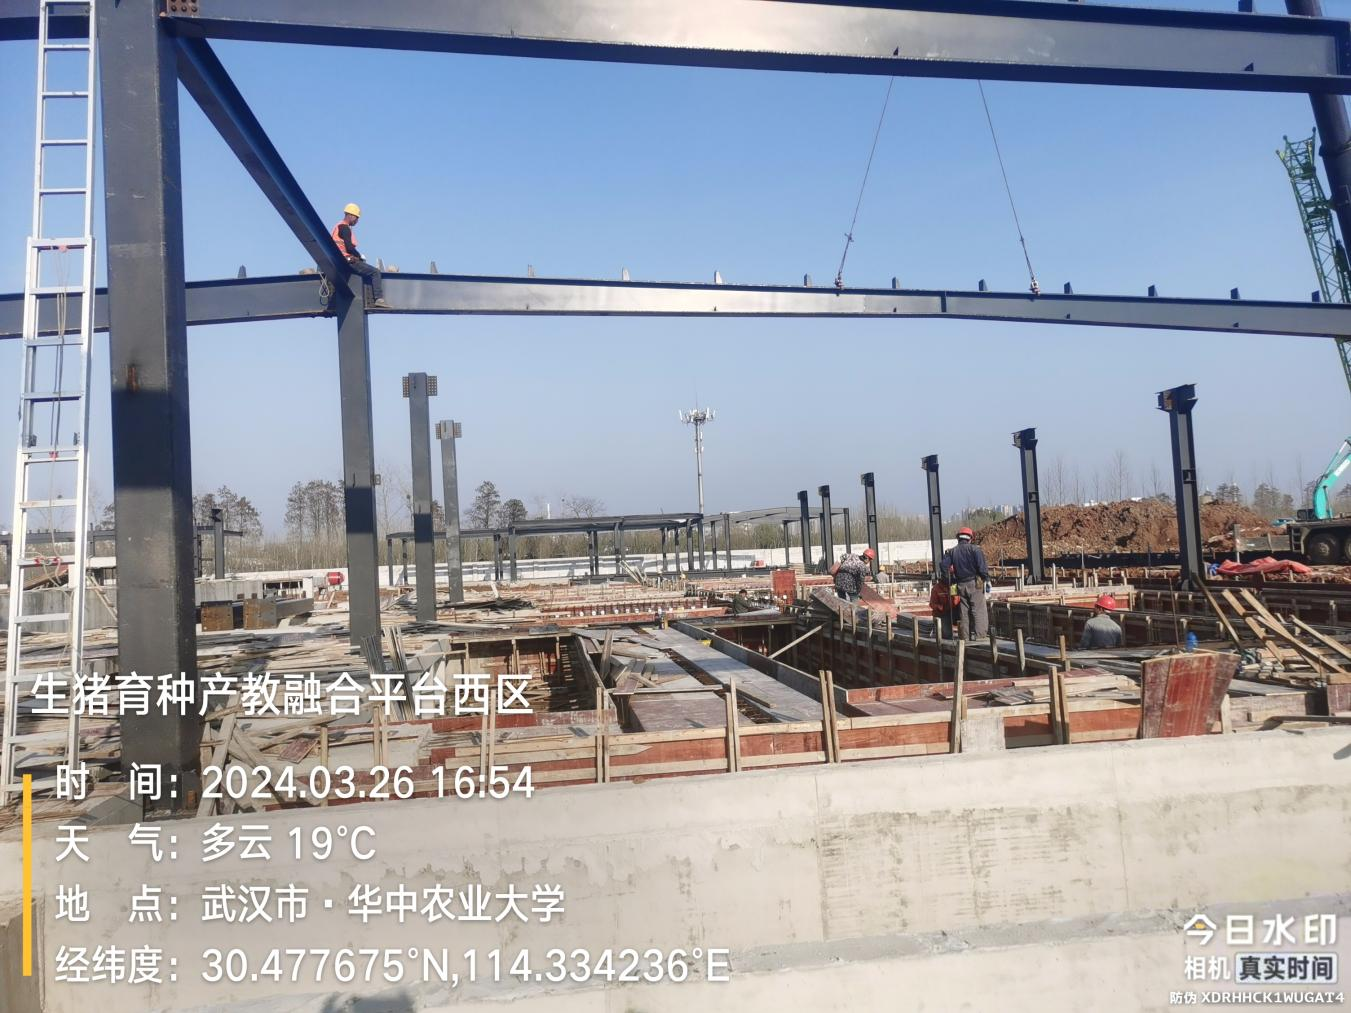 生猪育种产教融合平台西区
时 间：2024.03.26 16:54
天 气：多云 19°C
地 点：武汉市·华中农业大学
经纬度：30.477675°N,114.334236°E
今日水印
相机 真实时间
防伪 XDRHHCK1WUGAT4